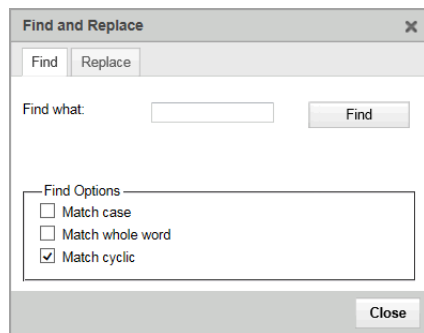 Find and Replace
Find Replace
Find what: Find
Find Options
Match case
Match whole word
Match cyclic
Close